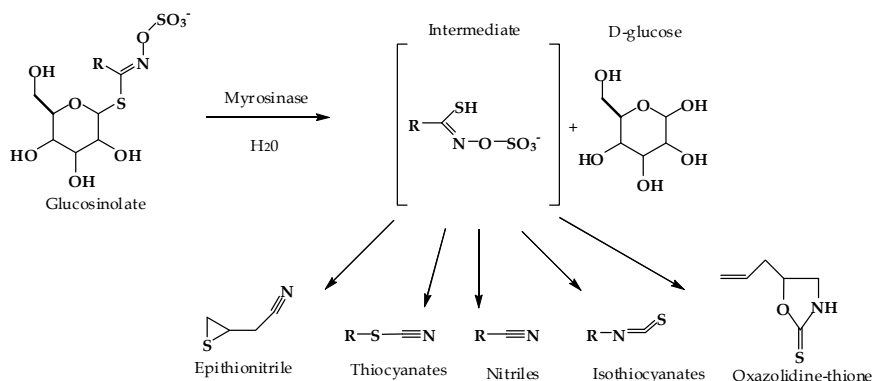 Intermediate
D-glucose
SO3-
O
R
N
S
OH
O
HO
OH
OH
OH
Glucosinolate
Myrosinase
H20
SH
R
N
O
SO3-
+
OH
O
OH
HO
OH
OH
N
S
Epithionitrile
R
S
N
Thiocyanates
R
N
Nitriles
R
N
S
Isothiocyanates
O
NH
S
Oxazolidine-thione